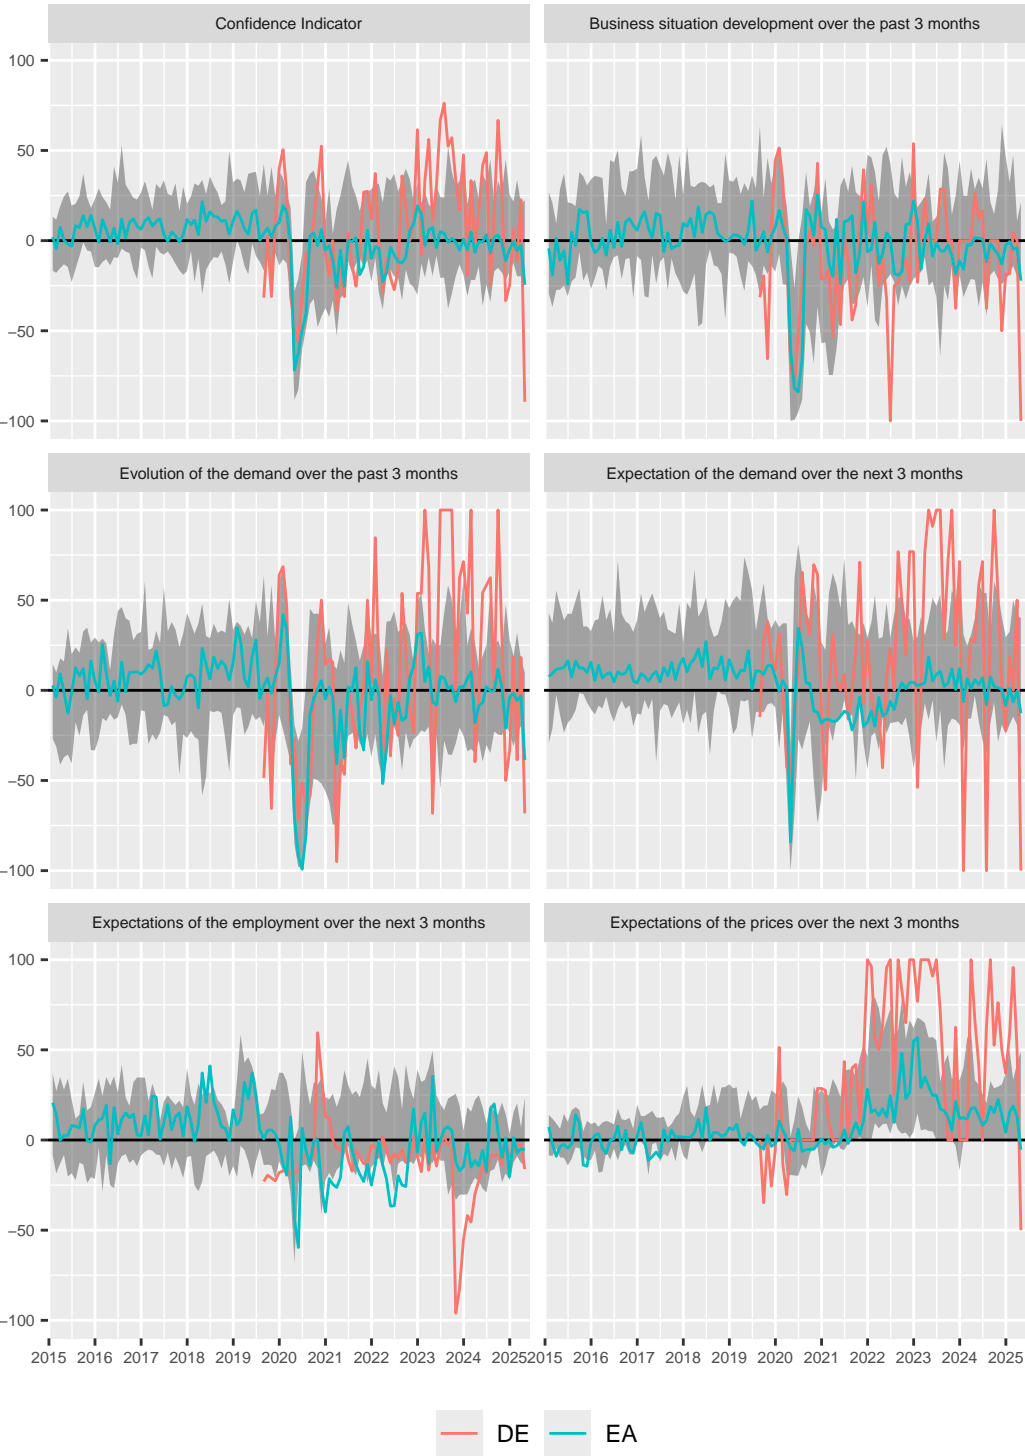 Confidence Indicator
Business situation development over the past 3 months
100
50
0
−50
−100
Evolution of the demand over the past 3 months
Expectation of the demand over the next 3 months
100
50
0
−50
−100
Expectations of the employment over the next 3 months
Expectations of the prices over the next 3 months
100
50
0
−50
−100
2015 2016 2017 2018 2019 2020 2021 2022 2023 2024 2025
2015 2016 2017 2018 2019 2020 2021 2022 2023 2024 2025
DE EA